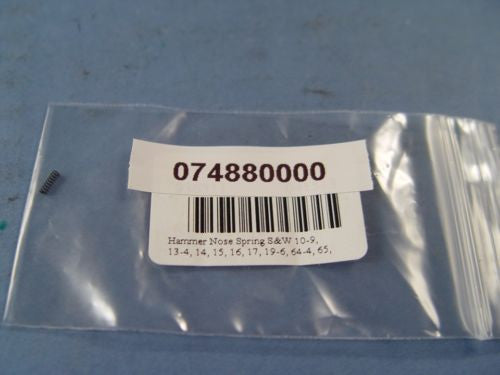 074880000
Hammer Nose Spring S&W 10-9,
13-4, 14, 15, 16, 17, 19-6, 64-4, 65,